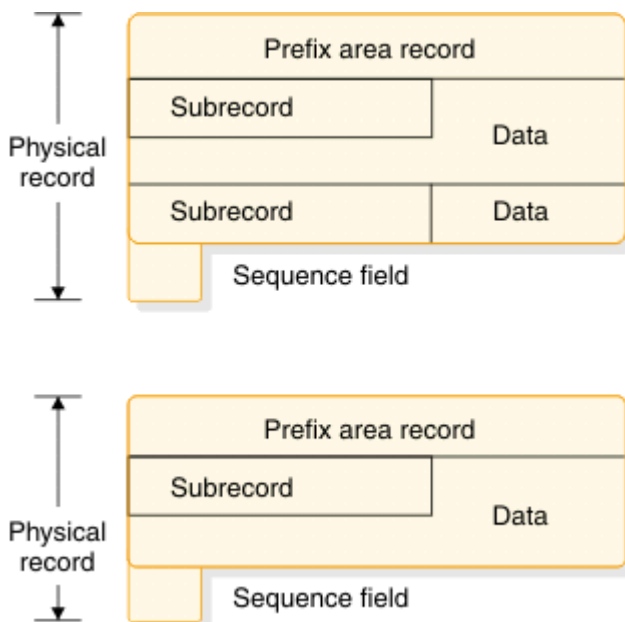 Prefix area record
Subrecord
Data
Physical
record
Subrecord Data
Sequence field
Prefix area record
Subrecord
Data
Physical
record
Sequence field